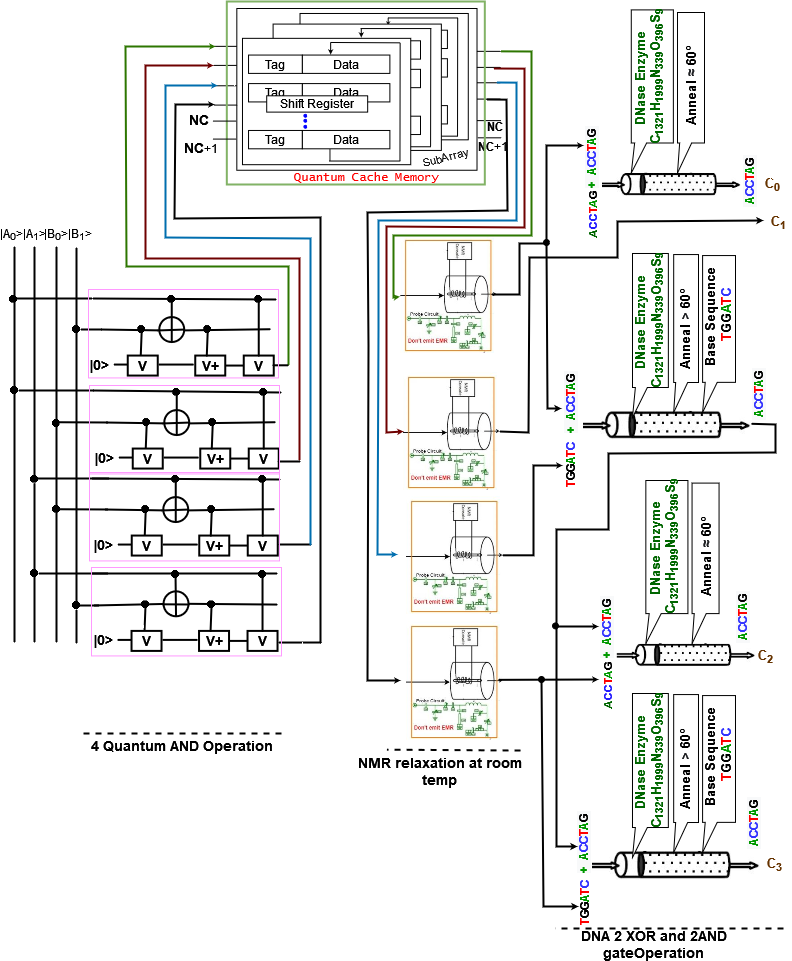 Tag Data
Tag Data
Shift Register
Tag Data
SubArray
Quantum Cache Memory
NC
NC+1
NC
NC+1
|A0>|A1>|B0>|B1>
|0> V V+ V
|0> V V+ V
|0> V V+ V
|0> V V+ V
4 Quantum AND Operation
Probe Circuit
Don't emit EMR
Probe Circuit
Don't emit EMR
Probe Circuit
Don't emit EMR
Probe Circuit
Don't emit EMR
NMR relaxation at room
temp
DNase Enzyme
C1321H1999N339O396S9
Anneal ≈ 60°
ACCTAG + ACCTAG
ACCTAG
C0
C1
DNase Enzyme
C1321H1999N339O396S9
Anneal > 60°
Base Sequence
TGGATC
TGGATC + ACCTAG
ACCTAG
DNase Enzyme
C1321H1999N339O396S9
Anneal ≈ 60°
ACCTAG + ACCTAG
ACCTAG
C2
DNase Enzyme
C1321H1999N339O396S9
Anneal > 60°
Base Sequence
TGGATC
TGGATC + ACCTAG
ACCTAG
C3
DNA 2 XOR and 2AND
gateOperation